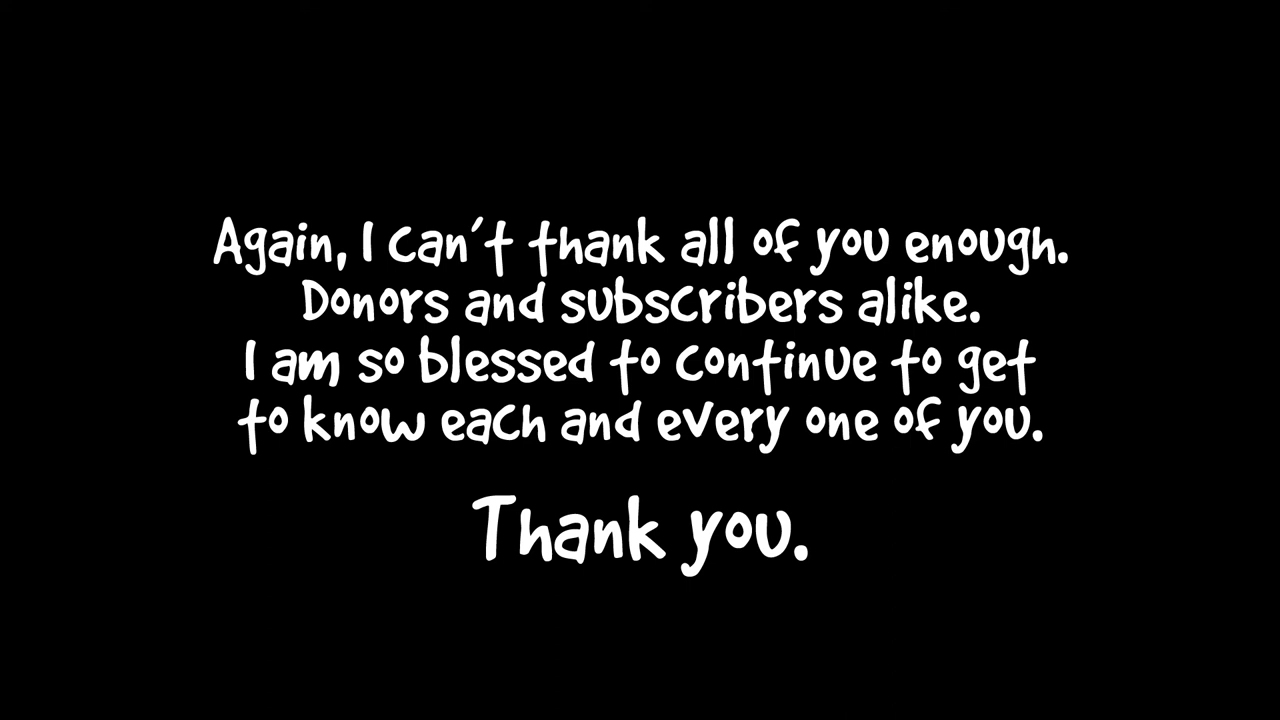 Again, I can't thank all of you enough.
Donors and subscribers alike.
I am so blessed to continue to get
to know each and every one of you.
Thank you.